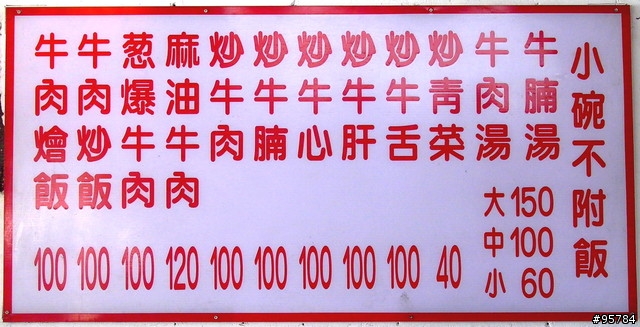 牛肉燴飯 100
牛肉炒飯 100
葱爆牛肉 100
麻油牛肉 120
炒牛肉 100
炒牛腩 100
炒牛心 100
炒牛肝 100
炒牛舌 100
炒青菜 40
牛肉湯
牛腩湯
大150
中100
小 60
小碗不附飯
#95784